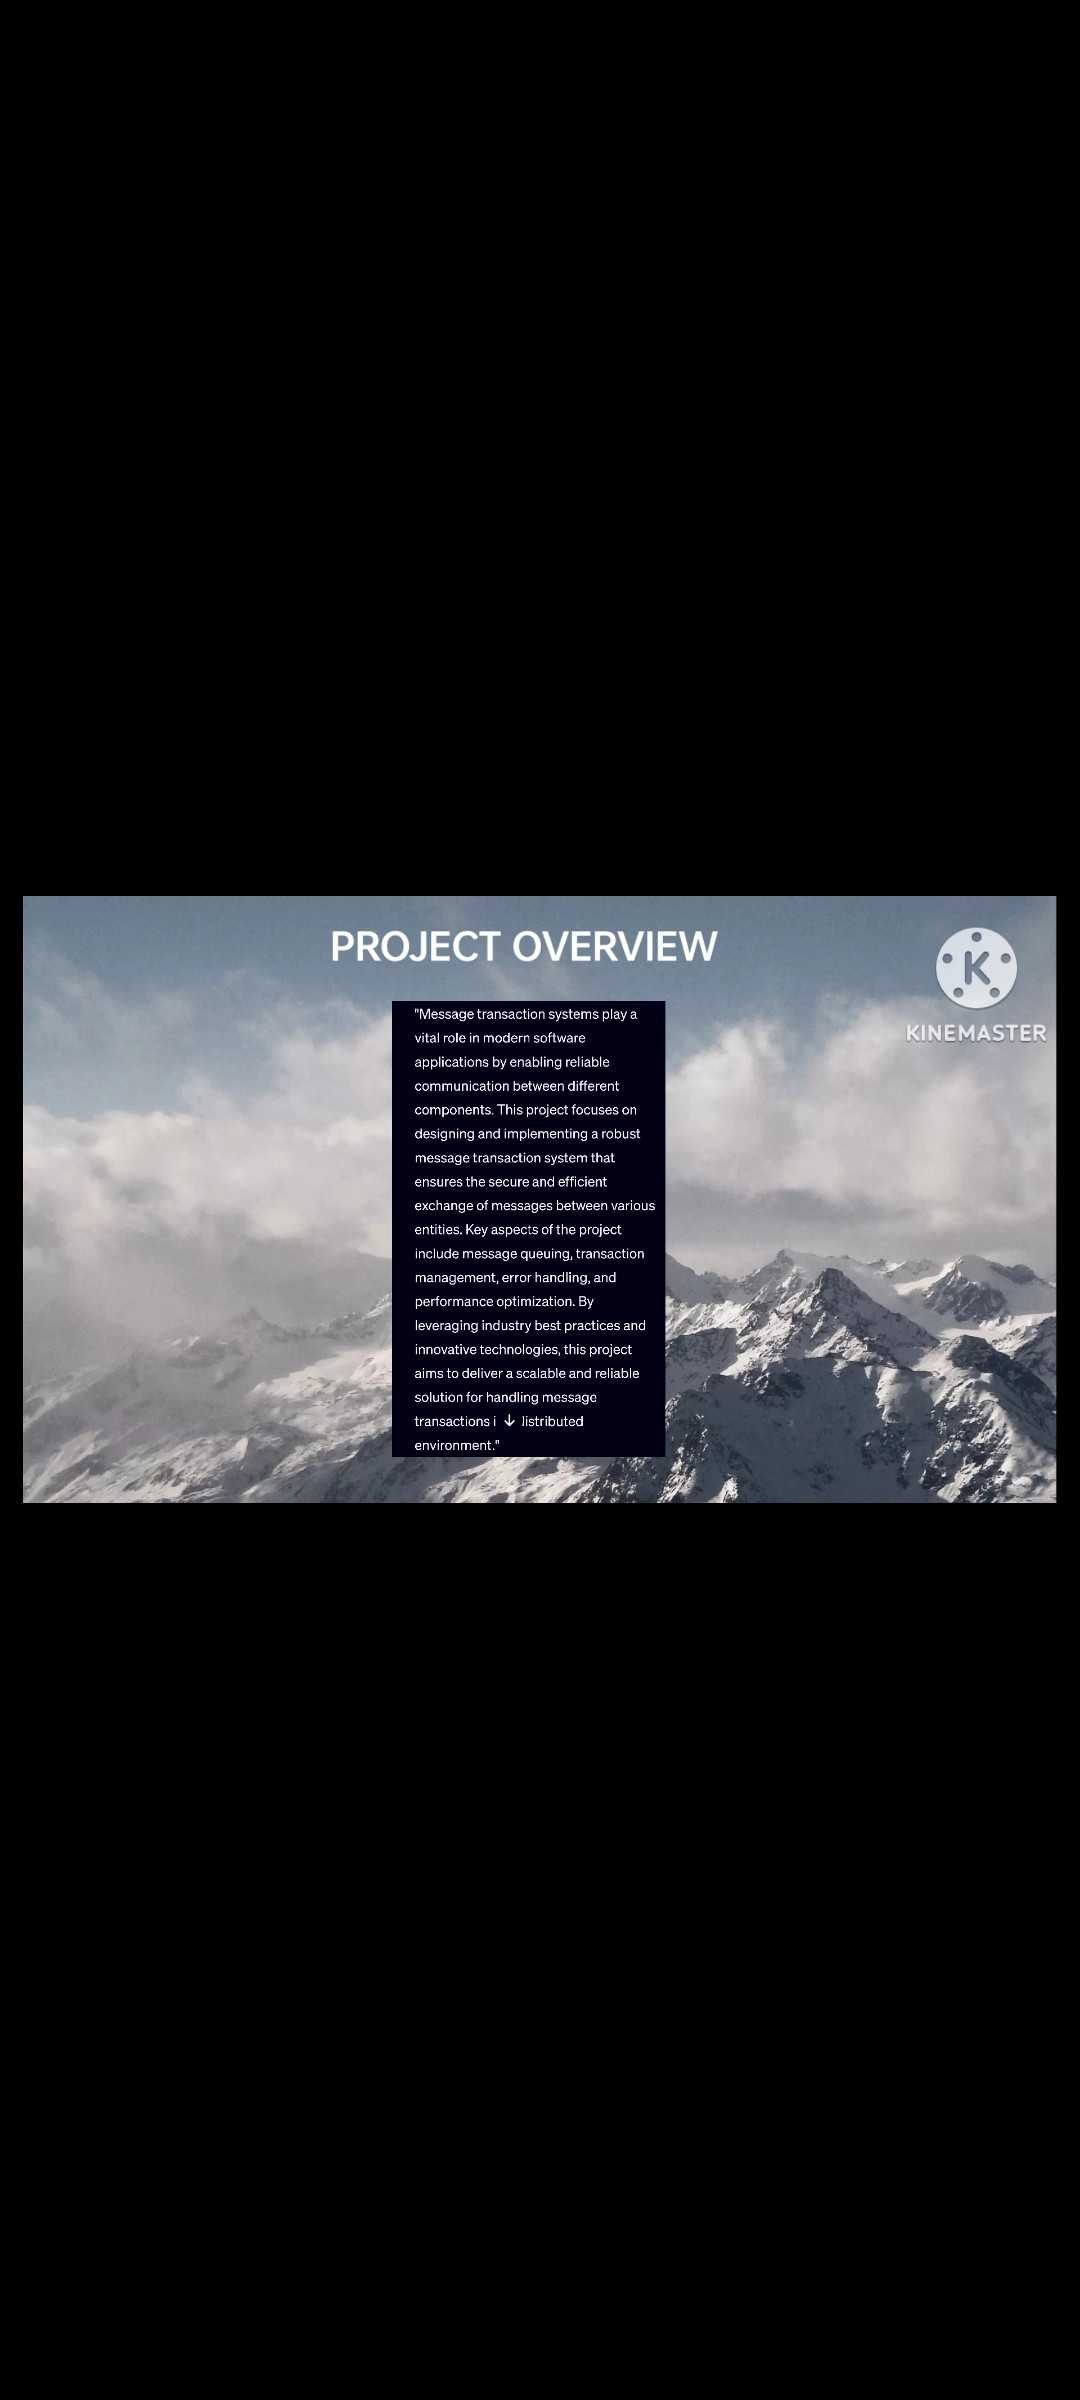 PROJECT OVERVIEW
K
KINEMASTER
"Message transaction systems play a
vital role in modern software
applications by enabling reliable
communication between different
components. This project focuses on
designing and implementing a robust
message transaction system that
ensures the secure and efficient
exchange of messages between various
entities. Key aspects of the project
include message queuing, transaction
management, error handling, and
performance optimization. By
leveraging industry best practices and
innovative technologies, this project
aims to deliver a scalable and reliable
solution for handling message
transactions i ↓ listributed
environment."